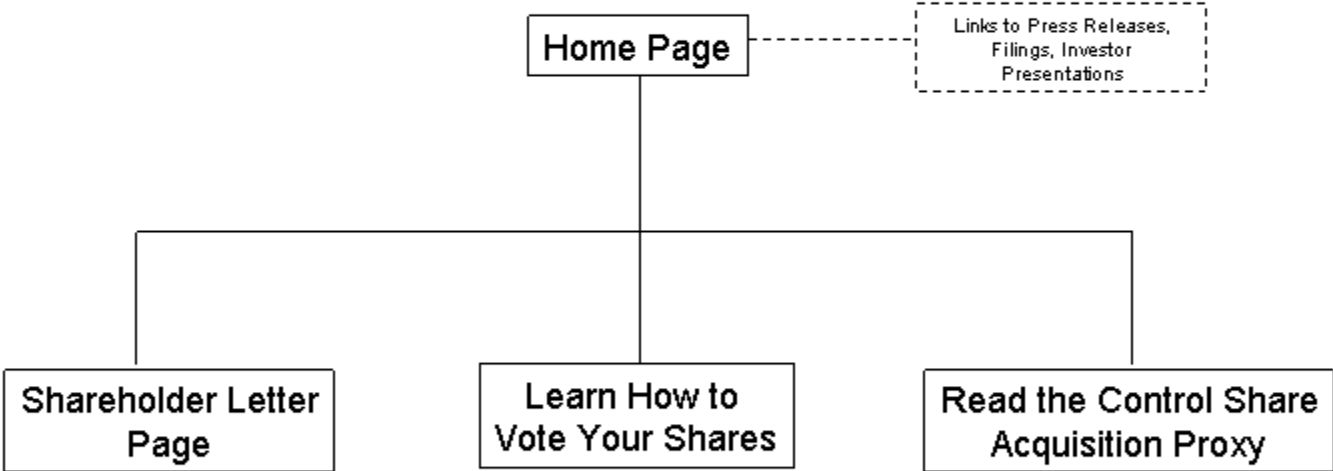 Home Page
Links to Press Releases,
Filings, Investor
Presentations
Shareholder Letter
Page
Learn How to
Vote Your Shares
Read the Control Share
Acquisition Proxy